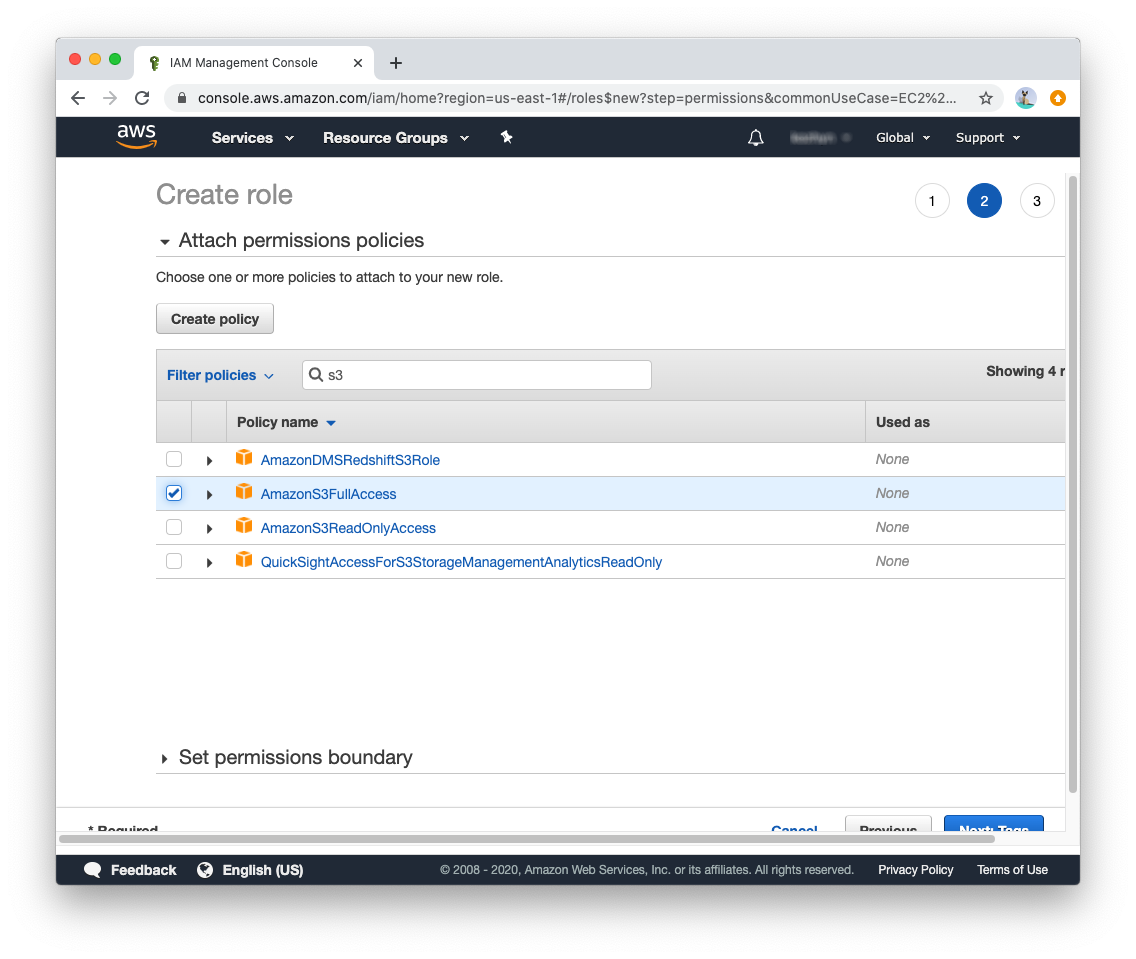 IAM Management Console
console.aws.amazon.com/iam/home?region=us-east-1#/roles$new?step=permissions&commonUseCase=EC2%2...
aws Services Resource Groups Global Support
Create role 1 2 3
Attach permissions policies
Choose one or more policies to attach to your new role.
Create policy
Filter policies s3 Showing 4 r
Policy name Used as
AmazonDMSRedshiftS3Role None
AmazonS3FullAccess None
AmazonS3ReadOnlyAccess None
QuickSightAccessForS3StorageManagementAnalyticsReadOnly None
Set permissions boundary
* Required Cancel Previous Next: Tags
Feedback English (US) © 2008 - 2020, Amazon Web Services, Inc. or its affiliates. All rights reserved. Privacy Policy Terms of Use